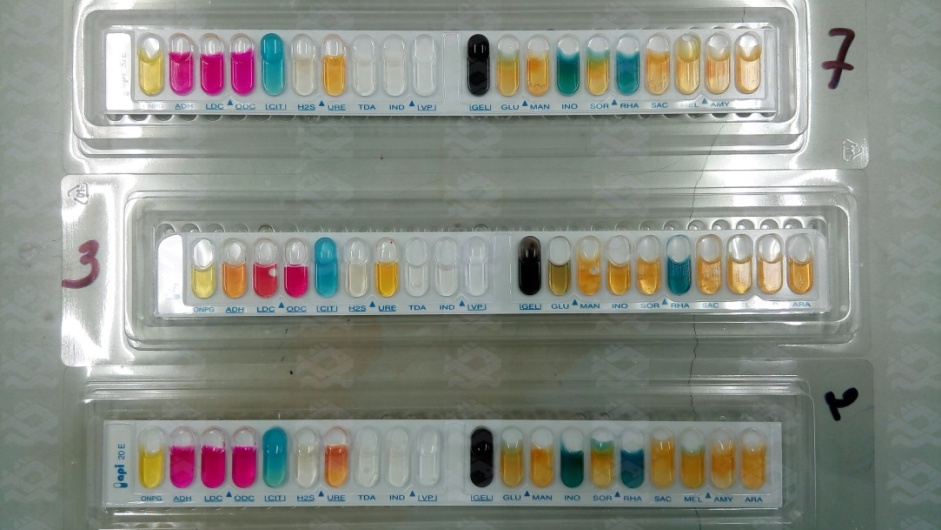 7
ONPG ADH LDC ODC |CIT| H2S URE TDA IND |VP| |GEL| GLU MAN INO SOR RHA SAC MEL AMY
3
ONPG ADH LDC ODC |CIT| H2S URE TDA IND |VP| |GEL| GLU MAN INO SOR RHA SAC ARA
api 20 E
ONPG ADH LDC ODC |CIT| H2S URE TDA IND |VP| |GEL| GLU MAN INO SOR RHA SAC MEL AMY ARA